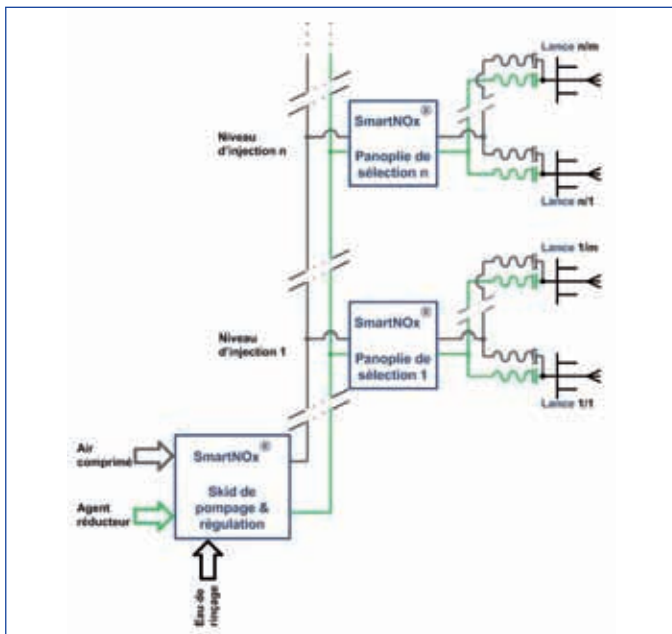 Lance n/m
SmartNOx®
Niveau
d'injection n
Panoplie de
sélection n
Lance n/1
Lance 1/m
SmartNOx®
Niveau
d'injection 1
Panoplie de
sélection 1
Lance 1/1
Air
comprimé
SmartNOx®
Skid de
pompage &
régulation
Agent
réducteur
Eau de
rinçage